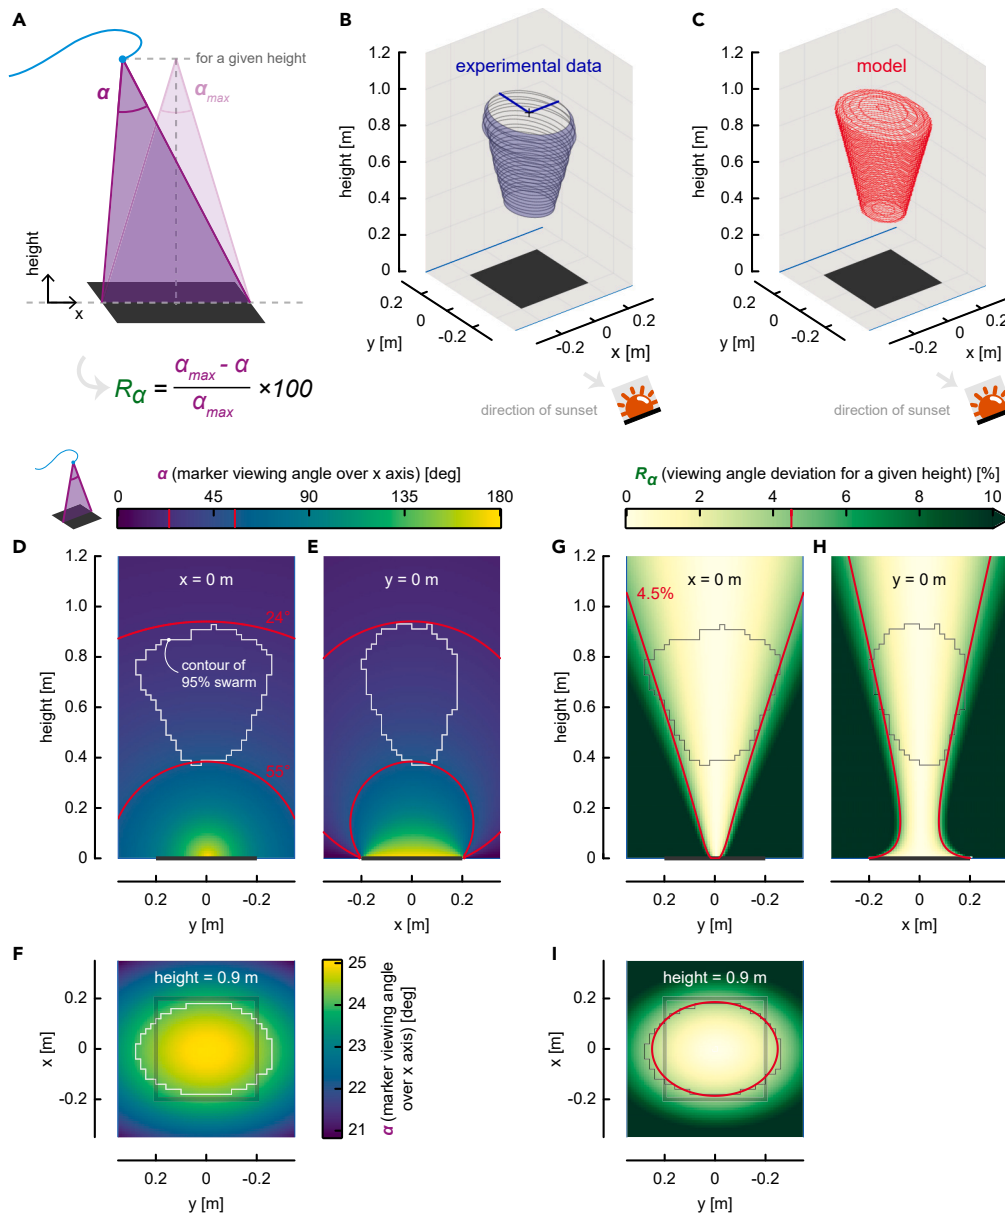 A
for a given height
α
αmax
height
x
Rα = αmax - α / αmax ×100
B
experimental data
height [m]
1.2
1.0
0.8
0.6
0.4
0.2
0
0.2
0
-0.2
y [m]
-0.2
0
0.2
x [m]
direction of sunset
C
model
height [m]
1.2
1.0
0.8
0.6
0.4
0.2
0
0.2
0
-0.2
y [m]
-0.2
0
0.2
x [m]
direction of sunset
α (marker viewing angle over x axis) [deg]
0 45 90 135 180
Rα (viewing angle deviation for a given height) [%]
0 2 4 6 8 10
D
x = 0 m
24°
contour of
95% swarm
55°
height [m]
1.2
1.0
0.8
0.6
0.4
0.2
0
0.2 0 -0.2
y [m]
E
y = 0 m
-0.2 0 0.2
x [m]
G
x = 0 m
4.5%
height [m]
1.2
1.0
0.8
0.6
0.4
0.2
0
0.2 0 -0.2
y [m]
H
y = 0 m
-0.2 0 0.2
x [m]
F
height = 0.9 m
x [m]
0.2
0
-0.2
0.2 0 -0.2
y [m]
25
24
23
22
21
α (marker viewing angle
over x axis) [deg]
I
height = 0.9 m
x [m]
0.2
0
-0.2
0.2 0 -0.2
y [m]